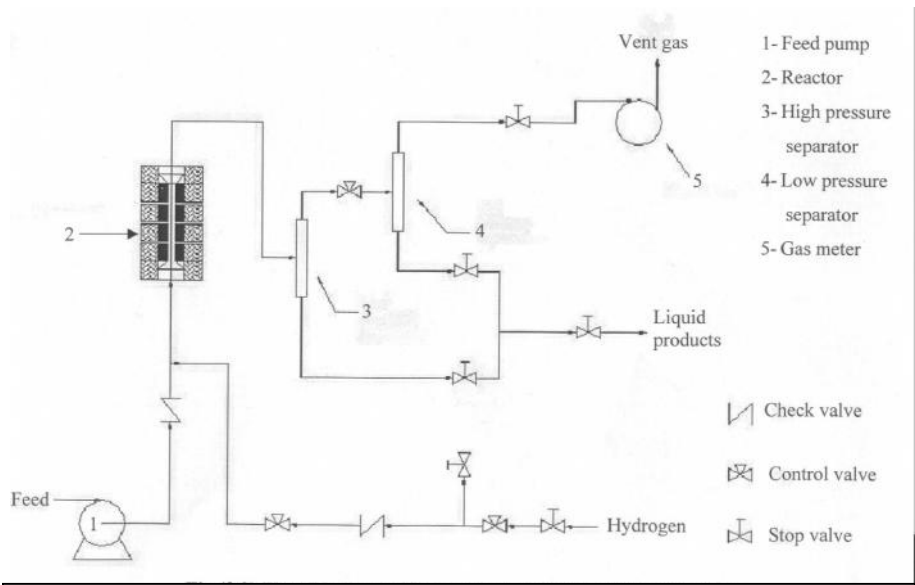 Vent gas
1- Feed pump
2- Reactor
3- High pressure
separator
4- Low pressure
separator
5- Gas meter
5
4
2
3
Liquid
products
Check valve
Feed
1
Control valve
Hydrogen
Stop valve